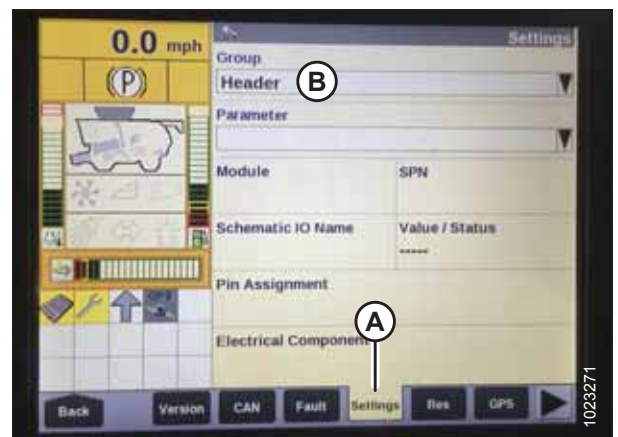 0.0 mph
Settings
Group
(P)
Header
B
Parameter
Module
SPN
Schematic IO Name
Value / Status
-----
Pin Assignment
A
Electrical Component
Back
Version
CAN
Fault
Settings
Res
GPS
1023271